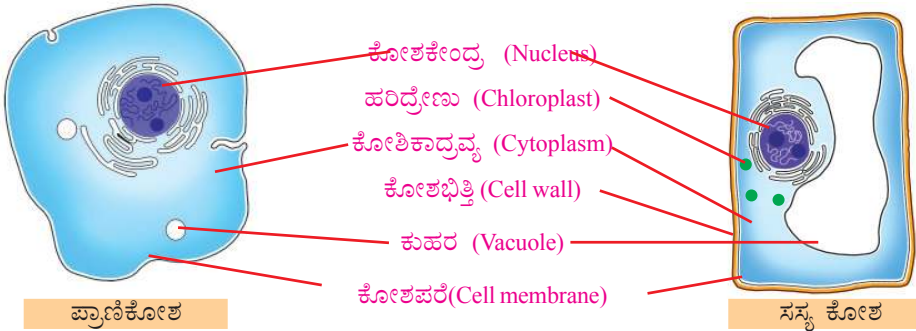 ಕೋಶಕೇಂದ್ರ (Nucleus)
ಹರಿದ್ರೇಣು (Chloroplast)
ಕೋಶಿಕಾದ್ರವ್ಯ (Cytoplasm)
ಕೋಶಭಿತ್ತಿ (Cell wall)
ಕುಹರ (Vacuole)
ಕೋಶಪರೆ(Cell membrane)
ಪ್ರಾಣಿಕೋಶ
ಸಸ್ಯ ಕೋಶ